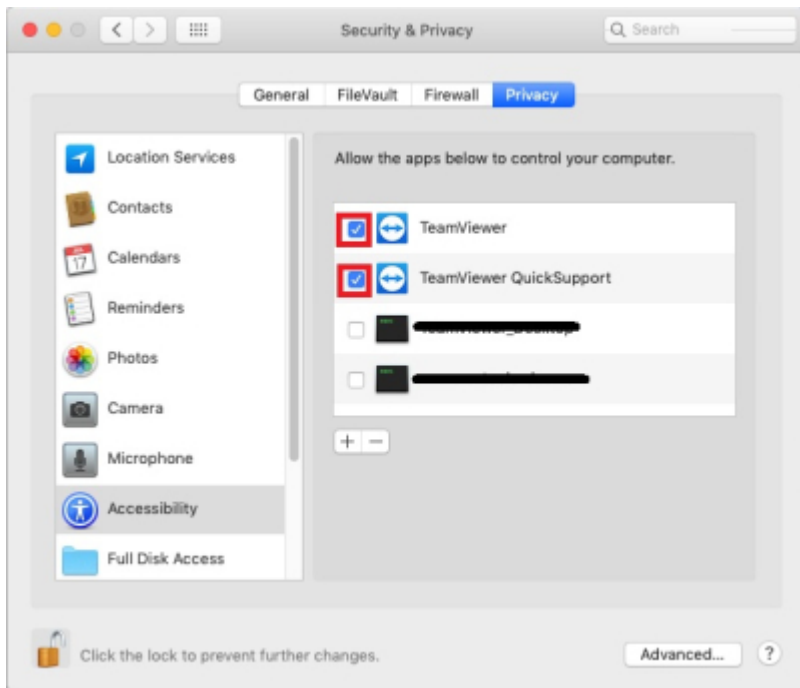 Security & Privacy
Search
General FileVault Firewall Privacy
Location Services
Contacts
JUL
17
Calendars
Reminders
Photos
Camera
Microphone
Accessibility
Full Disk Access
Allow the apps below to control your computer.
TeamViewer
TeamViewer QuickSupport
+ −
Click the lock to prevent further changes.
Advanced...
?